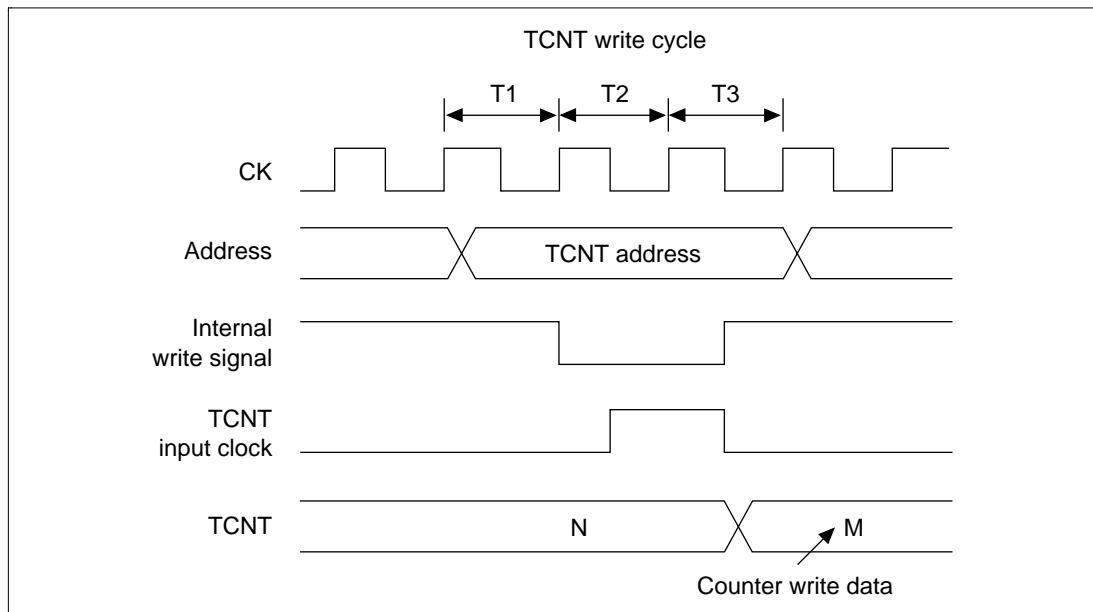 TCNT write cycle
T1 T2 T3
CK
Address
TCNT address
Internal
write signal
TCNT
input clock
TCNT
N
M
Counter write data